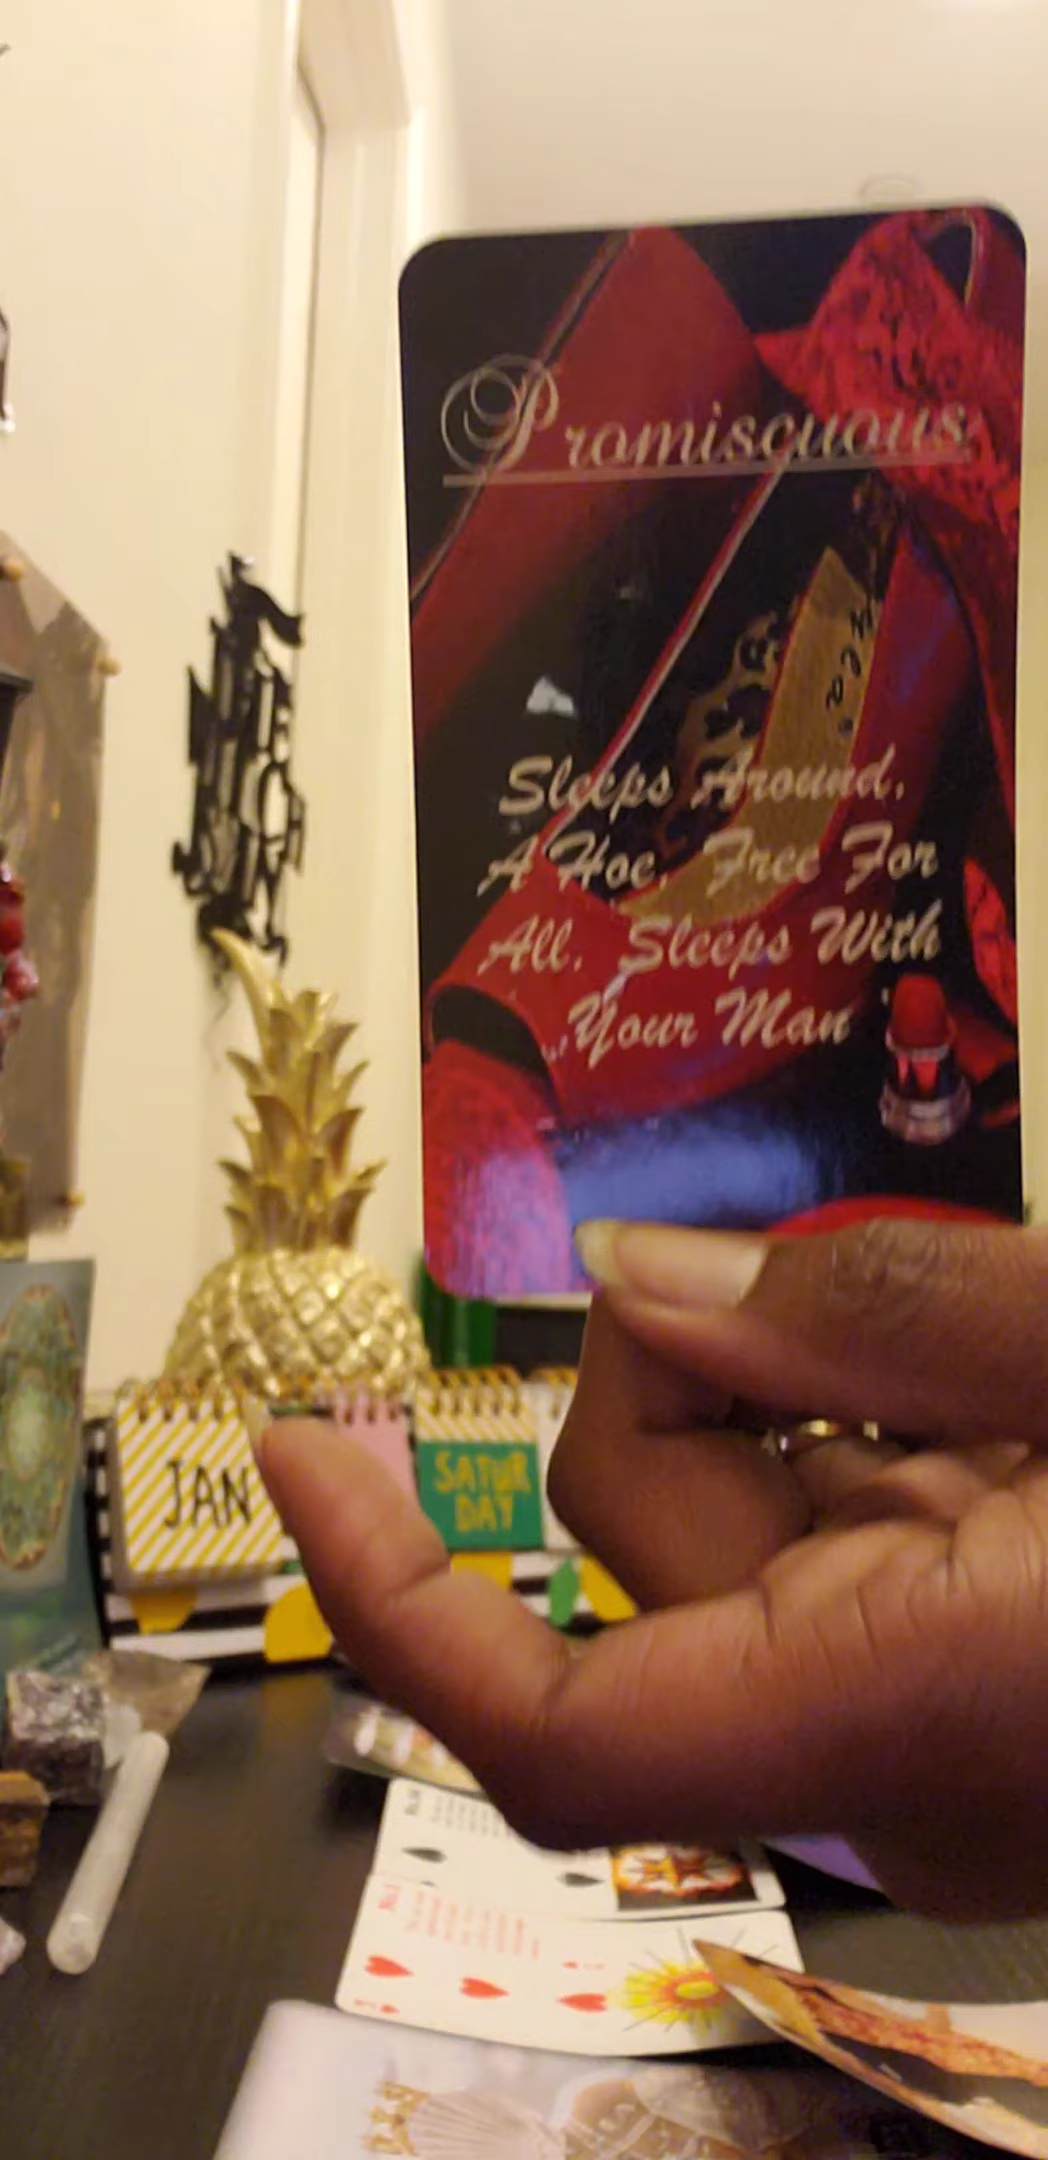 Promiscuous
Sleeps Around,
A Hoe, Free For
All, Sleeps With
Your Man
JAN
SATUR
DAY